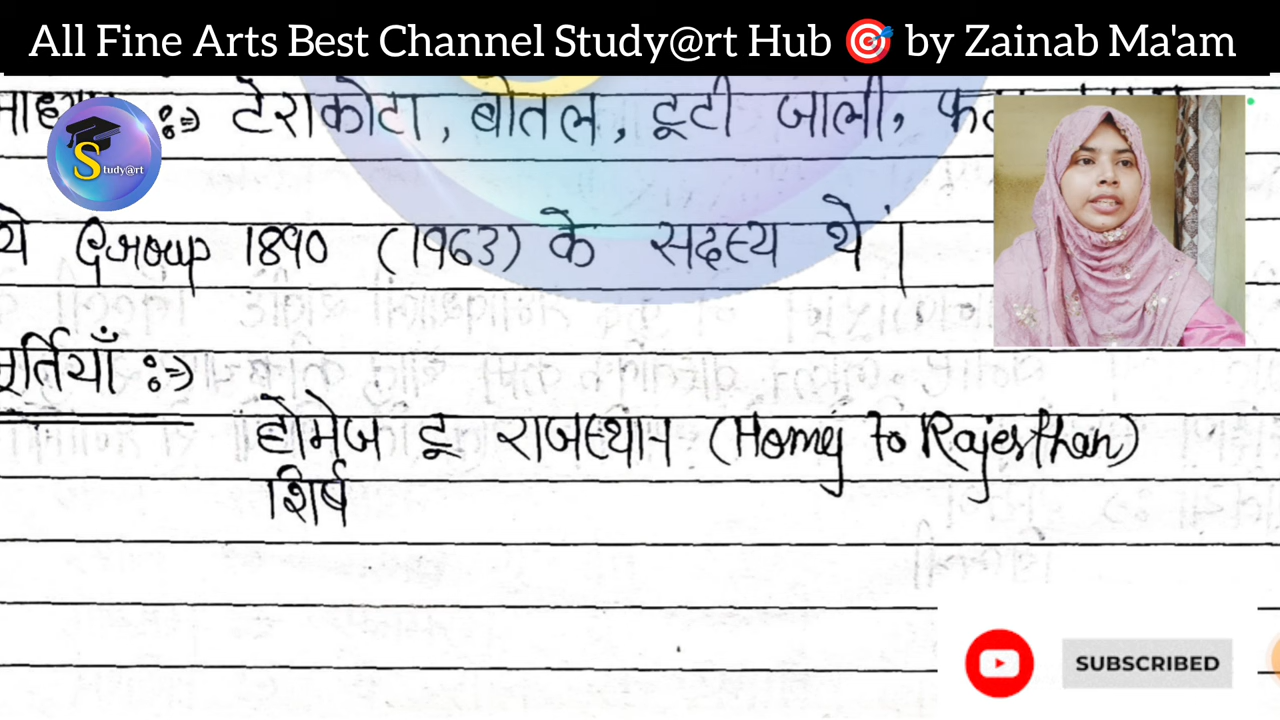 All Fine Arts Best Channel Study@rt Hub 🎯 by Zainab Ma'am
Study@rt
टेराकोटा, बोतल, टूटी जाली,
ये Group 1890 (1963) के सदस्य थे।
मूर्तियाँ :⇒
होमेज टू राजस्थान (Homej to Rajesthan)
शिर्ष
SUBSCRIBED